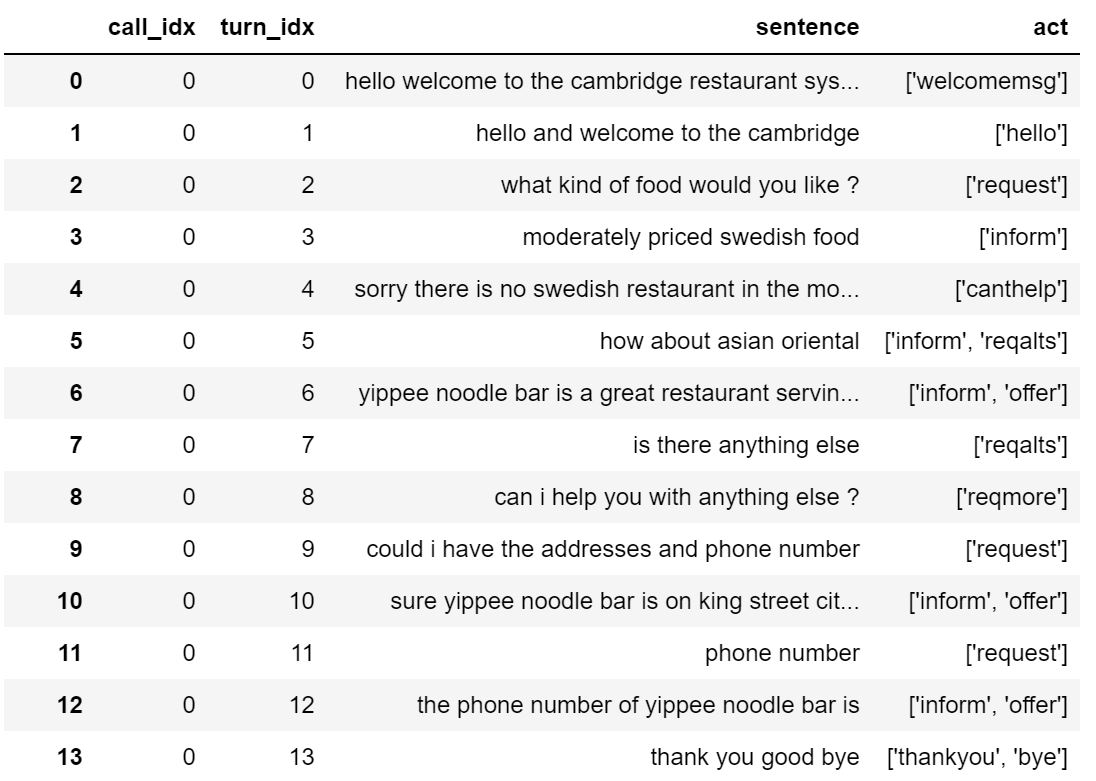 call_idx turn_idx sentence act
0 0 0 hello welcome to the cambridge restaurant sys... ['welcomemsg']
1 0 1 hello and welcome to the cambridge ['hello']
2 0 2 what kind of food would you like ? ['request']
3 0 3 moderately priced swedish food ['inform']
4 0 4 sorry there is no swedish restaurant in the mo... ['canthelp']
5 0 5 how about asian oriental ['inform', 'reqalts']
6 0 6 yippee noodle bar is a great restaurant servin... ['inform', 'offer']
7 0 7 is there anything else ['reqalts']
8 0 8 can i help you with anything else ? ['reqmore']
9 0 9 could i have the addresses and phone number ['request']
10 0 10 sure yippee noodle bar is on king street cit... ['inform', 'offer']
11 0 11 phone number ['request']
12 0 12 the phone number of yippee noodle bar is ['inform', 'offer']
13 0 13 thank you good bye ['thankyou', 'bye']